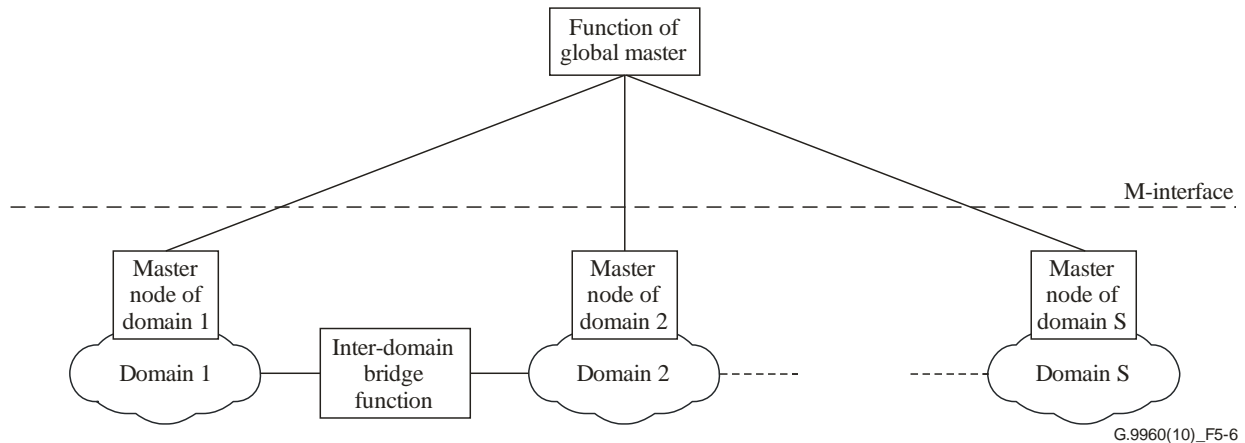 Function of
global master
M-interface
Master
node of
domain 1
Master
node of
domain 2
Master
node of
domain S
Inter-domain
bridge
function
Domain 1
Domain 2
Domain S
G.9960(10)_F5-6